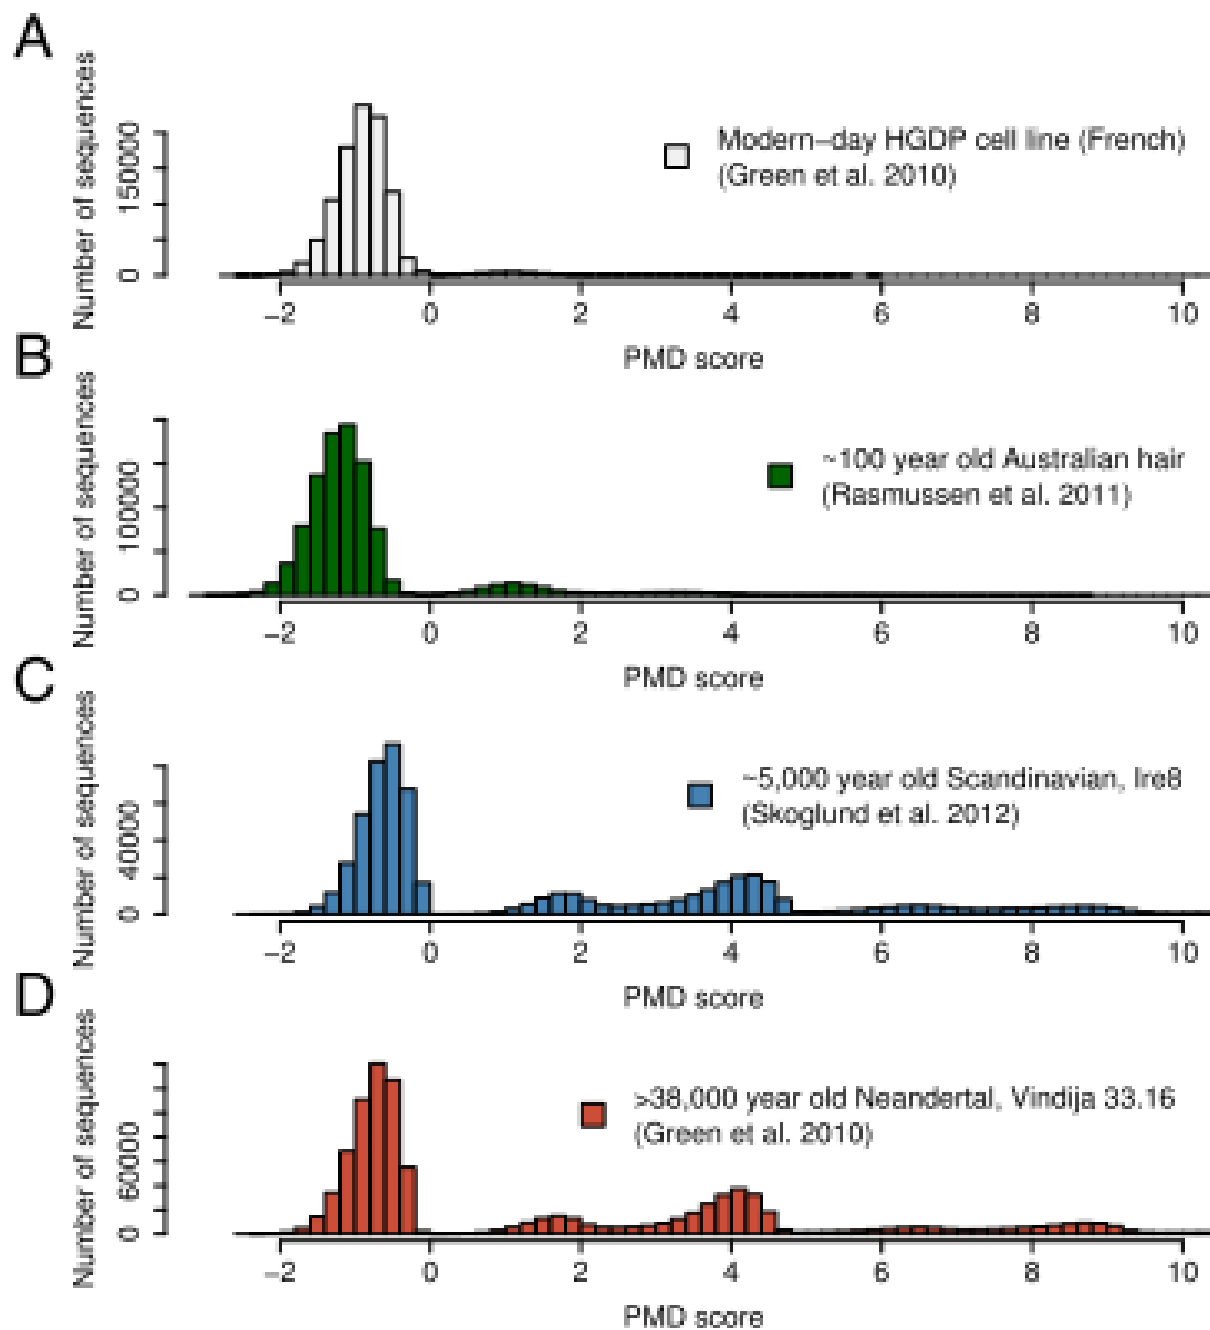 A
Number of sequences
150000
0
Modern-day HGDP cell line (French)
(Green et al. 2010)
-2 0 2 4 6 8 10
PMD score
B
Number of sequences
100000
0
~100 year old Australian hair
(Rasmussen et al. 2011)
-2 0 2 4 6 8 10
PMD score
C
Number of sequences
40000
0
~5,000 year old Scandinavian, Ire8
(Skoglund et al. 2012)
-2 0 2 4 6 8 10
PMD score
D
Number of sequences
60000
0
>38,000 year old Neandertal, Vindija 33.16
(Green et al. 2010)
-2 0 2 4 6 8 10
PMD score